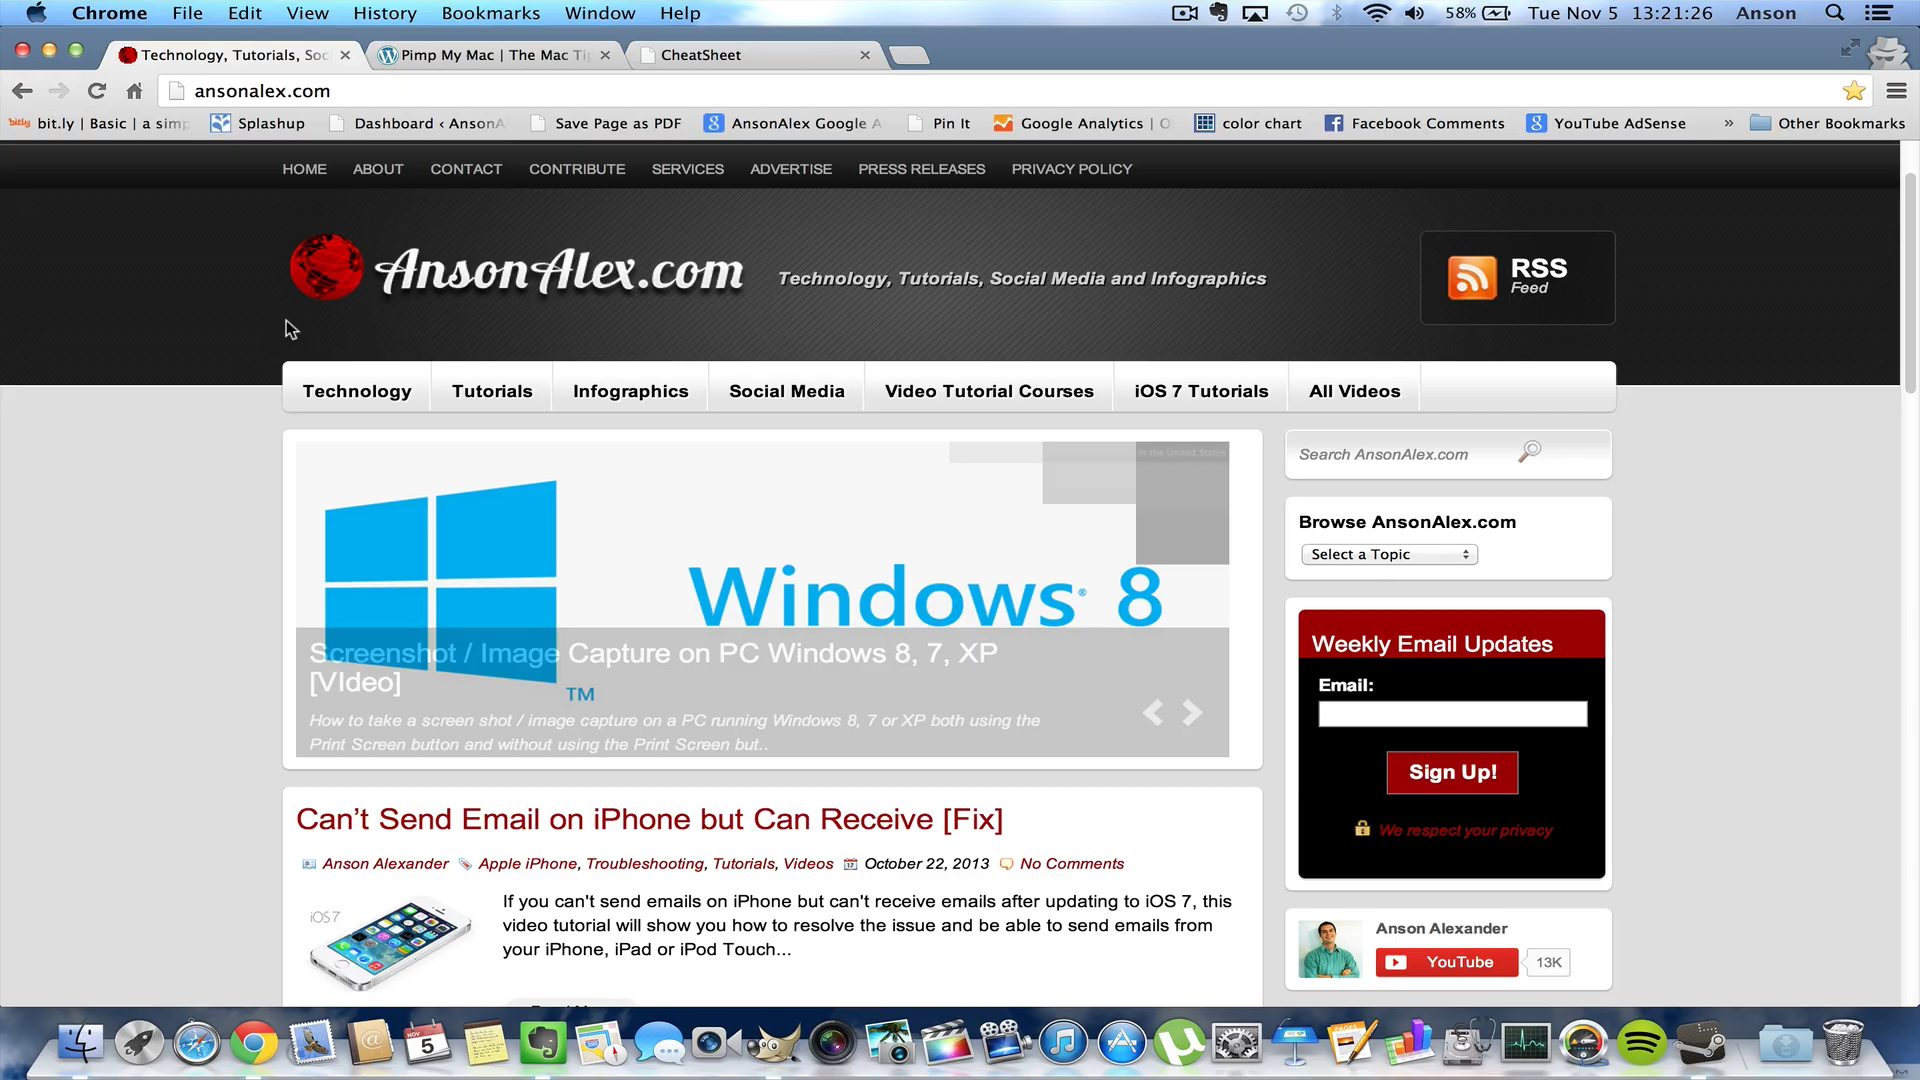 Chrome File Edit View History Bookmarks Window Help 58% Tue Nov 5 13:21:26 Anson
Technology, Tutorials, Soc Pimp My Mac | The Mac Ti CheatSheet
ansonalex.com
bitly bit.ly | Basic | a simp Splashup Dashboard ‹ AnsonA Save Page as PDF AnsonAlex Google A Pin It Google Analytics | O color chart Facebook Comments YouTube AdSense » Other Bookmarks
HOME ABOUT CONTACT CONTRIBUTE SERVICES ADVERTISE PRESS RELEASES PRIVACY POLICY
AnsonAlex.com Technology, Tutorials, Social Media and Infographics
RSS
Feed
Technology Tutorials Infographics Social Media Video Tutorial Courses iOS 7 Tutorials All Videos
in the United States
Windows® 8
TM
Screenshot / Image Capture on PC Windows 8, 7, XP
[VIdeo]
How to take a screen shot / image capture on a PC running Windows 8, 7 or XP both using the
Print Screen button and without using the Print Screen but..
Search AnsonAlex.com
Browse AnsonAlex.com
Select a Topic
Weekly Email Updates
Email:
Sign Up!
We respect your privacy
Anson Alexander
YouTube 13K
Can’t Send Email on iPhone but Can Receive [Fix]
Anson Alexander Apple iPhone, Troubleshooting, Tutorials, Videos October 22, 2013 No Comments
iOS 7
If you can't send emails on iPhone but can't receive emails after updating to iOS 7, this
video tutorial will show you how to resolve the issue and be able to send emails from
your iPhone, iPad or iPod Touch...
NOV
5
PAGES